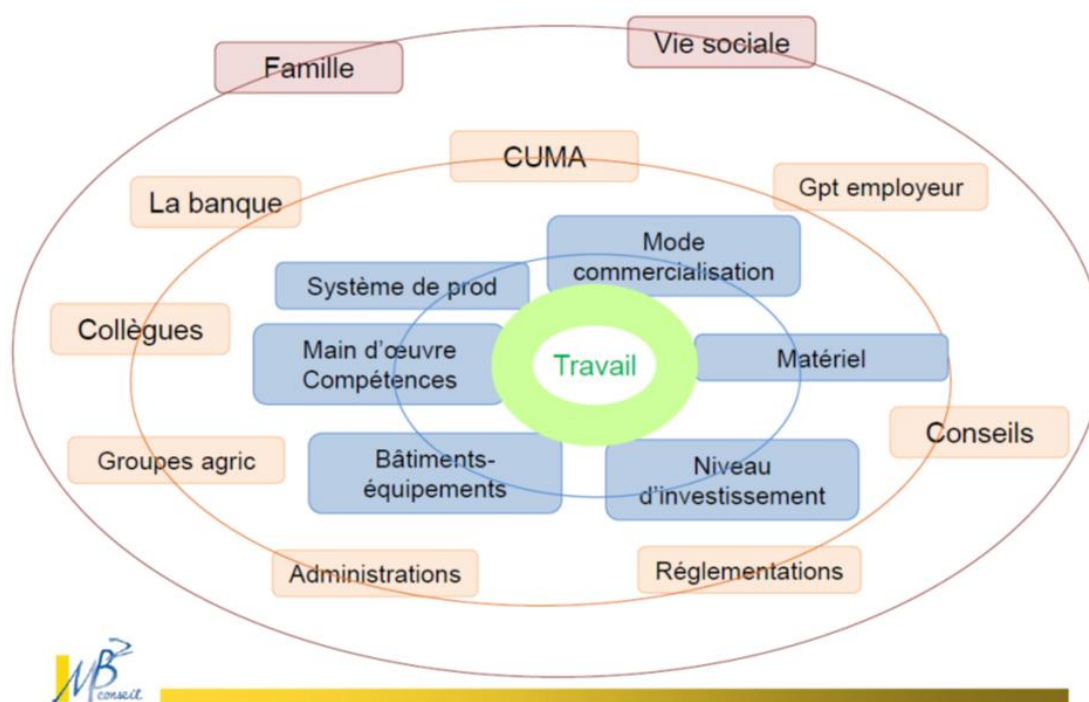 Famille
Vie sociale
CUMA
La banque
Gpt employeur
Mode
commercialisation
Système de prod
Collègues
Main d’œuvre
Compétences
Travail
Matériel
Conseils
Groupes agric
Bâtiments-
équipements
Niveau
d’investissement
Administrations
Réglementations
MB2
conseil